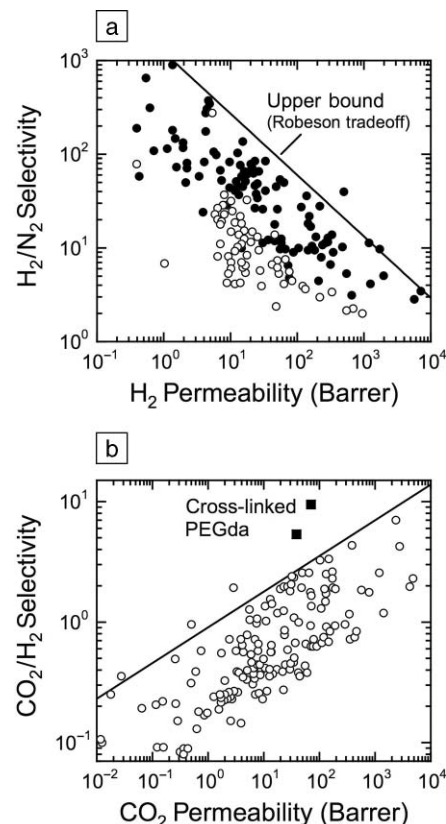 a
10³
10²
10¹
10⁰
H₂/N₂ Selectivity
Upper bound
(Robeson tradeoff)
10⁻¹ 10⁰ 10¹ 10² 10³ 10⁴
H₂ Permeability (Barrer)
b
10¹
10⁰
10⁻¹
CO₂/H₂ Selectivity
Cross-linked
PEGda
10⁻² 10⁻¹ 10⁰ 10¹ 10² 10³ 10⁴
CO₂ Permeability (Barrer)